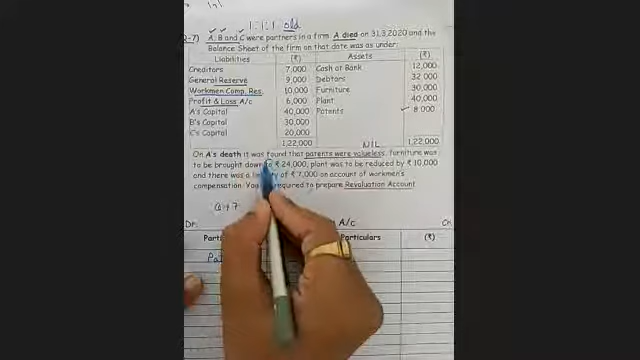 1:1:1 old
Q-7) A, B and C were partners in a firm. A died on 31.3.2020 and the
Balance Sheet of the firm on that date was as under:
Liabilities (₹) Assets (₹)
Creditors 7,000 Cash at Bank 12,000
General Reserve 9,000 Debtors 32,000
Workmen Comp. Res. 10,000 Furniture 30,000
Profit & Loss A/c 6,000 Plant 40,000
A's Capital 40,000 Patents 8,000
B's Capital 30,000
C's Capital 20,000
NIL
1,22,000 1,22,000
On A's death it was found that patents were valueless, furniture was
to be brought down to ₹ 24,000, plant was to be reduced by ₹ 10,000
and there was a liability of ₹ 7,000 on account of workmen's
compensation. You required to prepare Revaluation Account.
Q→7
Dr. A/c Cr.
Parti Particulars (₹)
Pat